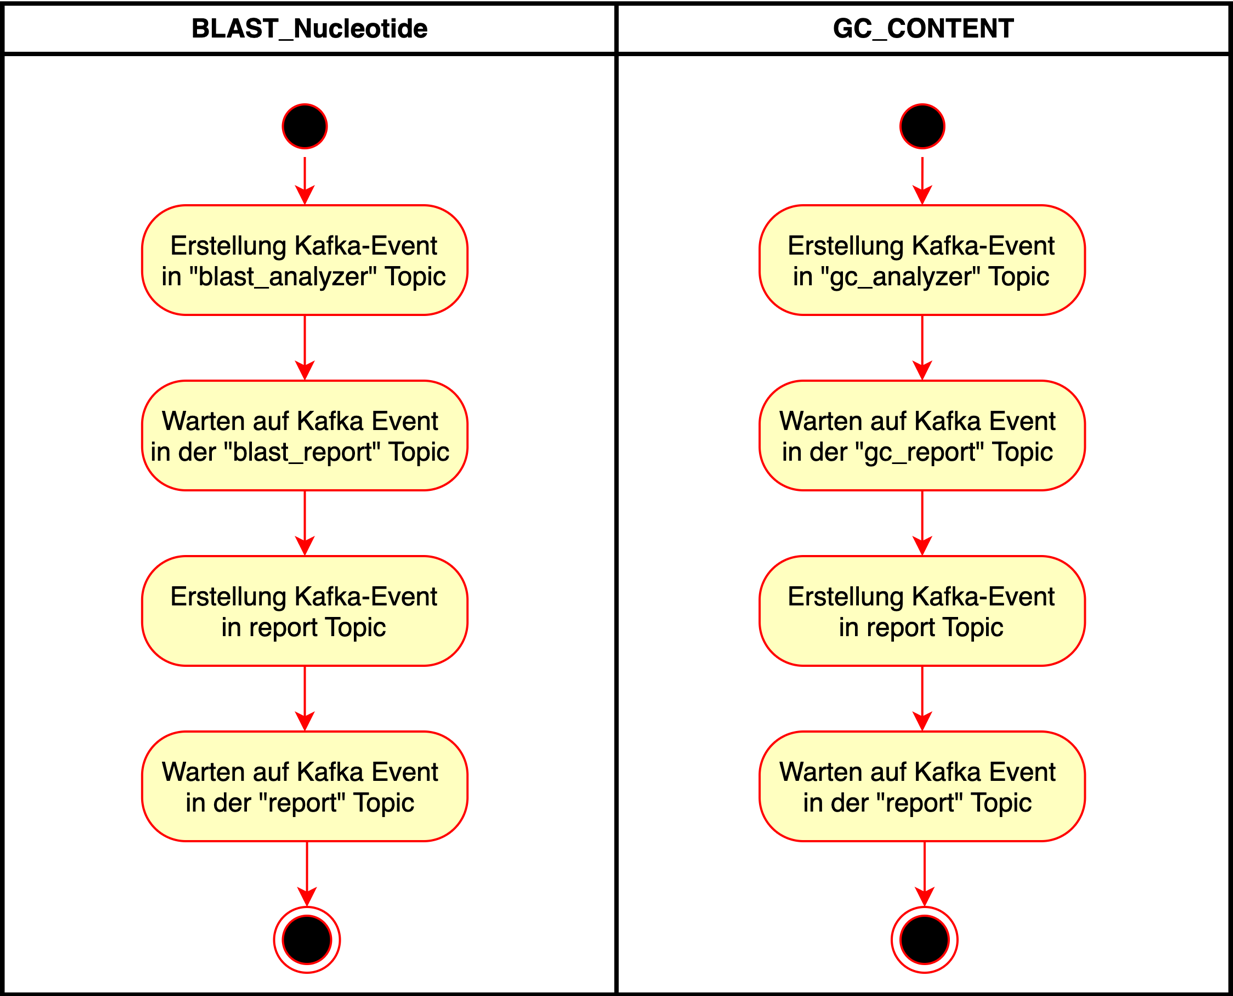 BLAST_Nucleotide
Erstellung Kafka-Event
in "blast_analyzer" Topic
Warten auf Kafka Event
in der "blast_report" Topic
Erstellung Kafka-Event
in report Topic
Warten auf Kafka Event
in der "report" Topic
GC_CONTENT
Erstellung Kafka-Event
in "gc_analyzer" Topic
Warten auf Kafka Event
in der "gc_report" Topic
Erstellung Kafka-Event
in report Topic
Warten auf Kafka Event
in der "report" Topic